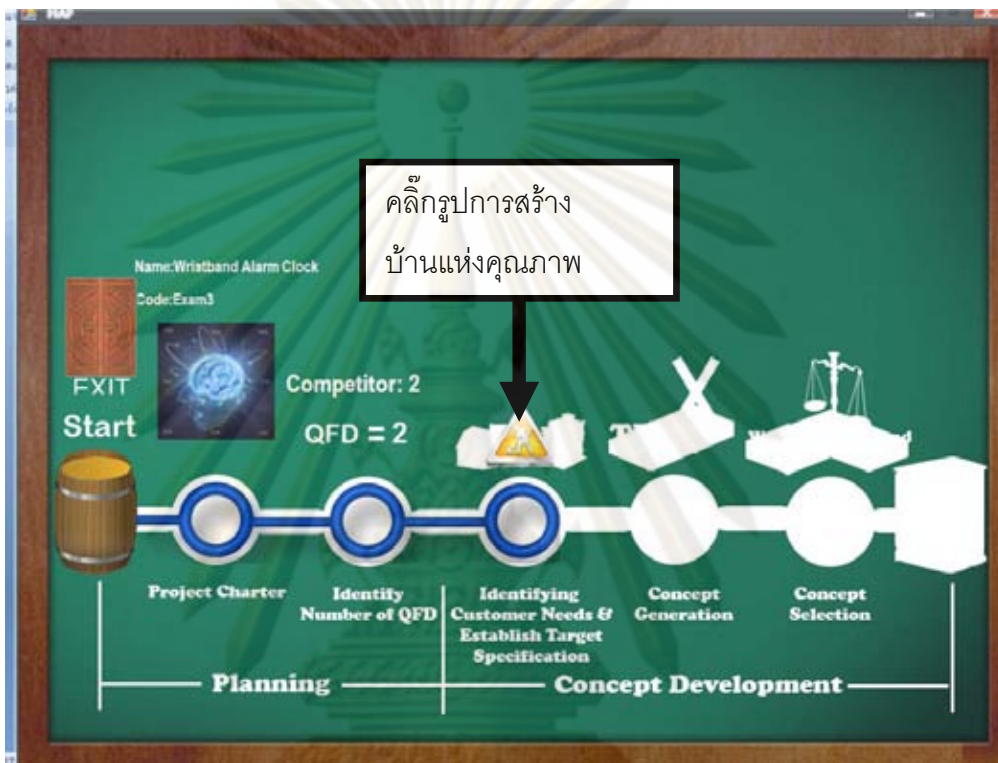 คลิ๊กรูปการสร้าง
บ้านแห่งคุณภาพ
Name:Wristband Alarm Clock
Code:Exam3
EXIT
Competitor: 2
Start
QFD = 2
Project Charter
Identify
Number of QFD
Identifying
Customer Needs &
Establish Target
Specification
Concept
Generation
Concept
Selection
Planning
Concept Development